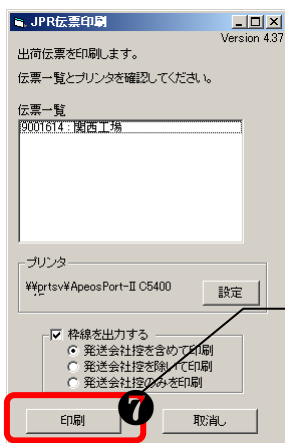 JPR伝票印刷
Version 4.37
出荷伝票を印刷します。
伝票一覧とプリンタを確認してください。
伝票一覧
9001614：関西工場
プリンタ
¥¥prtsv¥ApeosPort-II C5400
設定
枠線を出力する
発送会社控を含めて印刷
発送会社控を除いて印刷
発送会社控のみを印刷
印刷
7
取消し